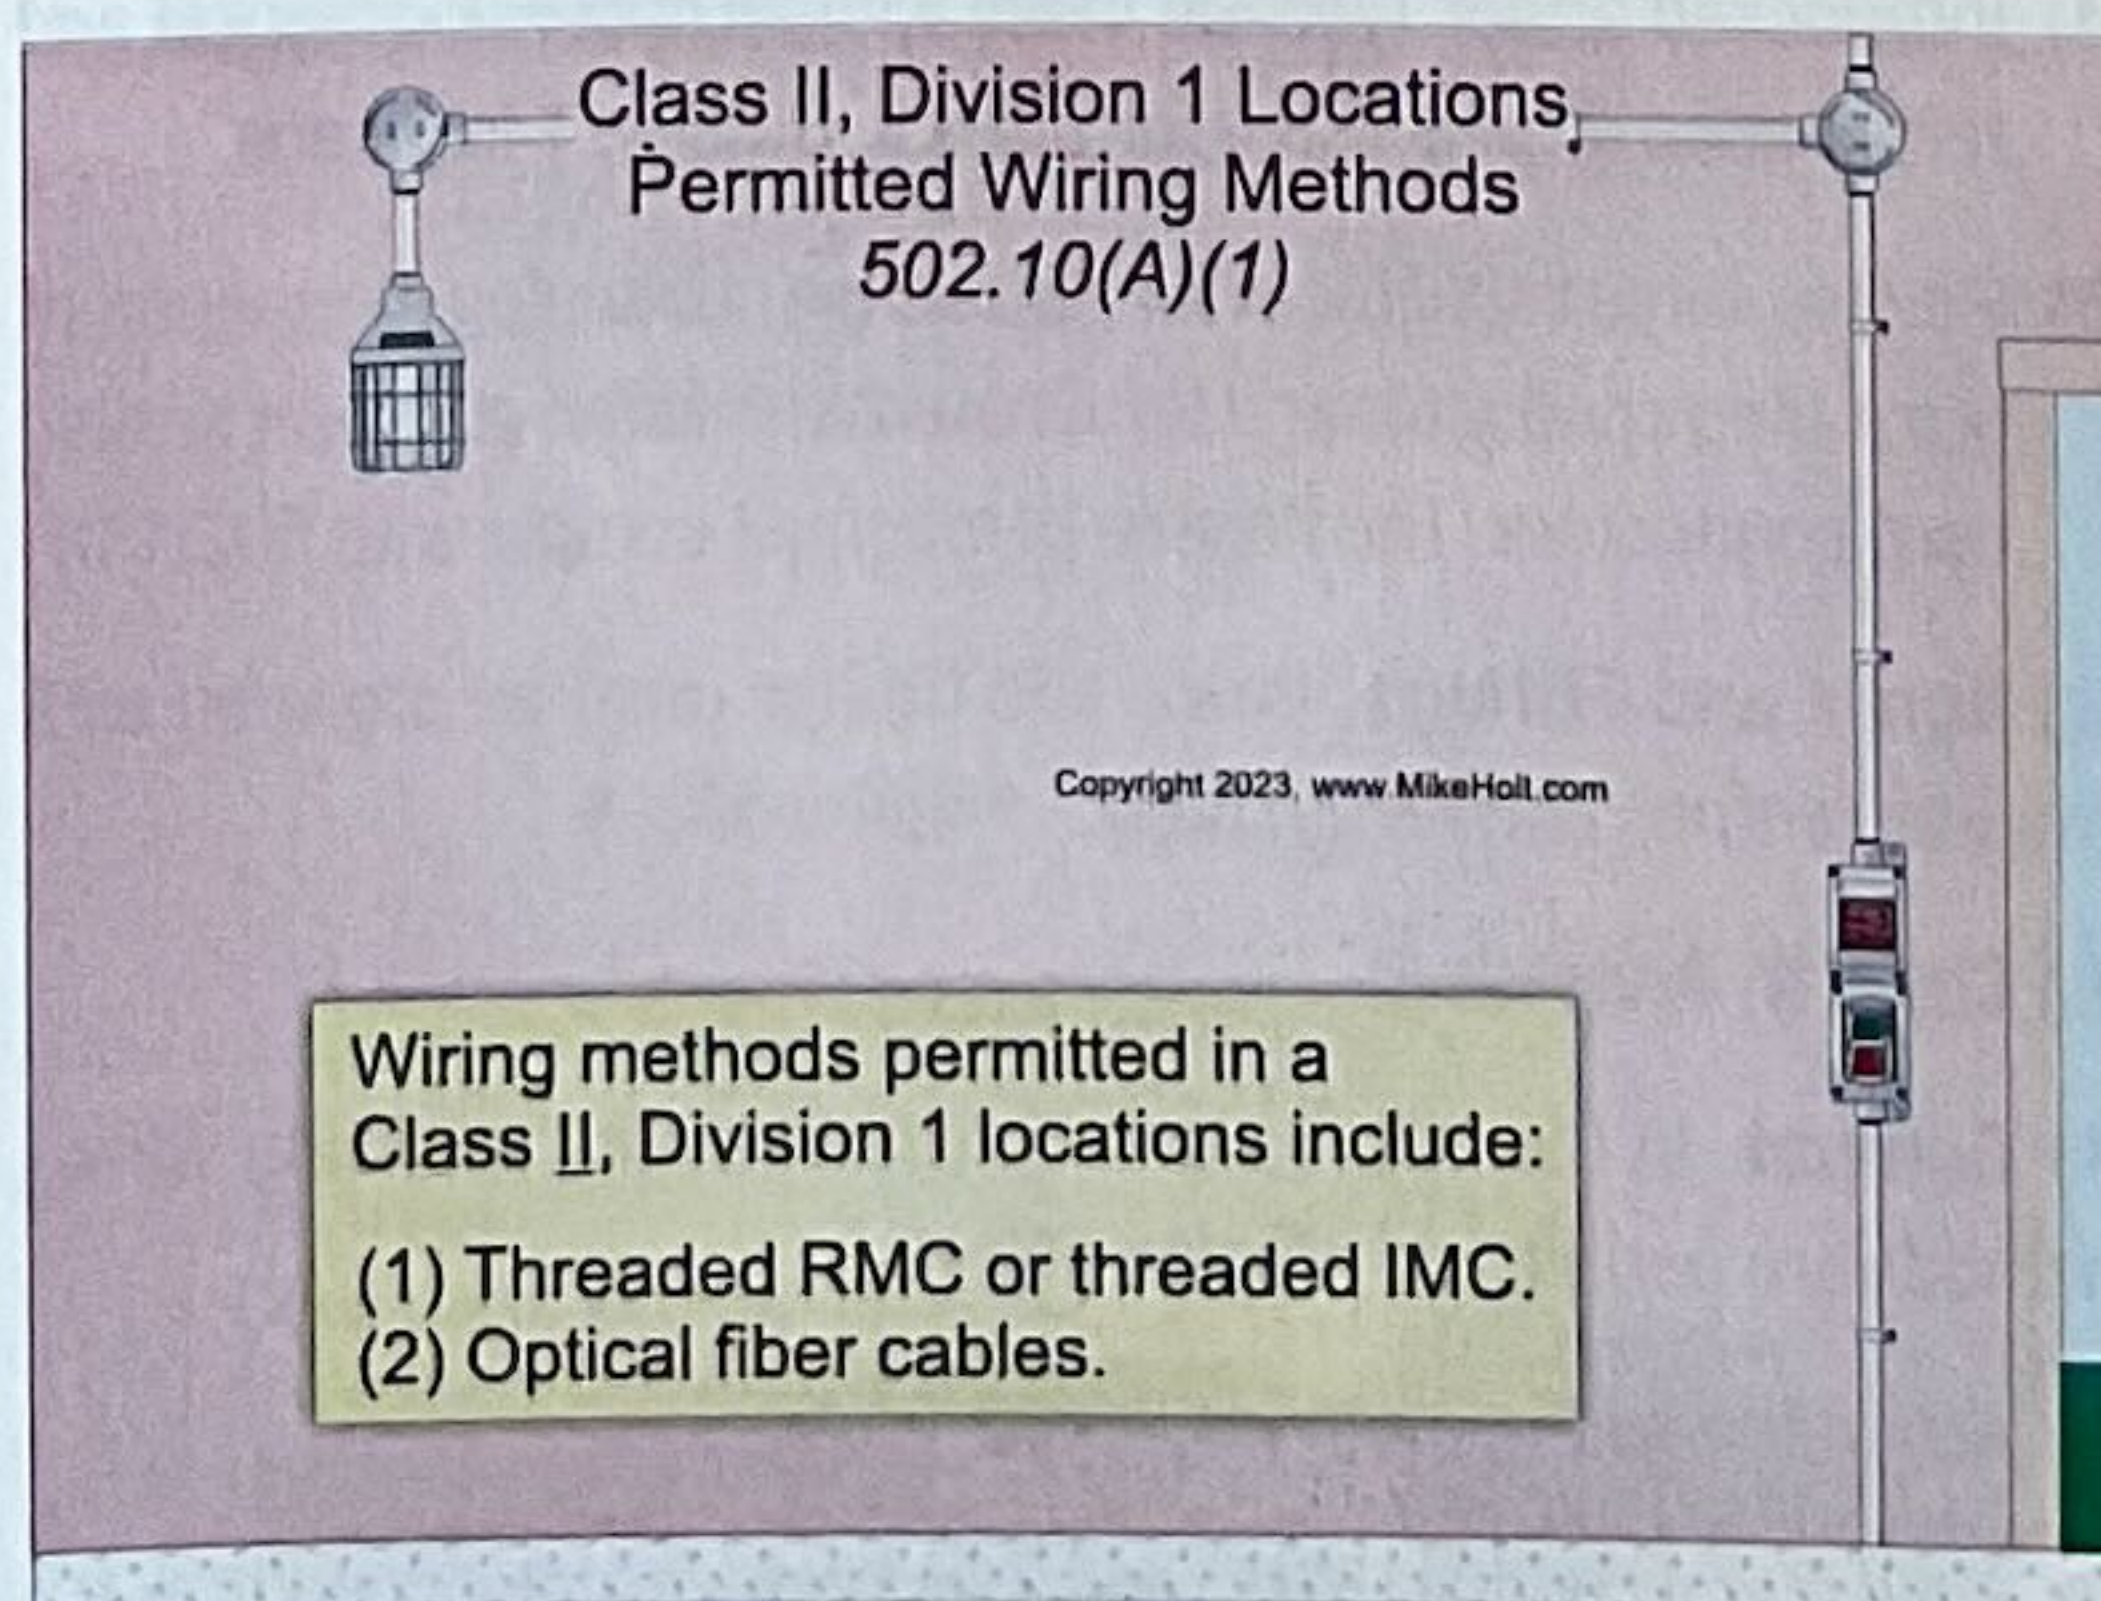 Class II, Division 1 Locations
Permitted Wiring Methods
502.10(A)(1)
Copyright 2023, www.MikeHolt.com
Wiring methods permitted in a
Class II, Division 1 locations include:
(1) Threaded RMC or threaded IMC.
(2) Optical fiber cables.